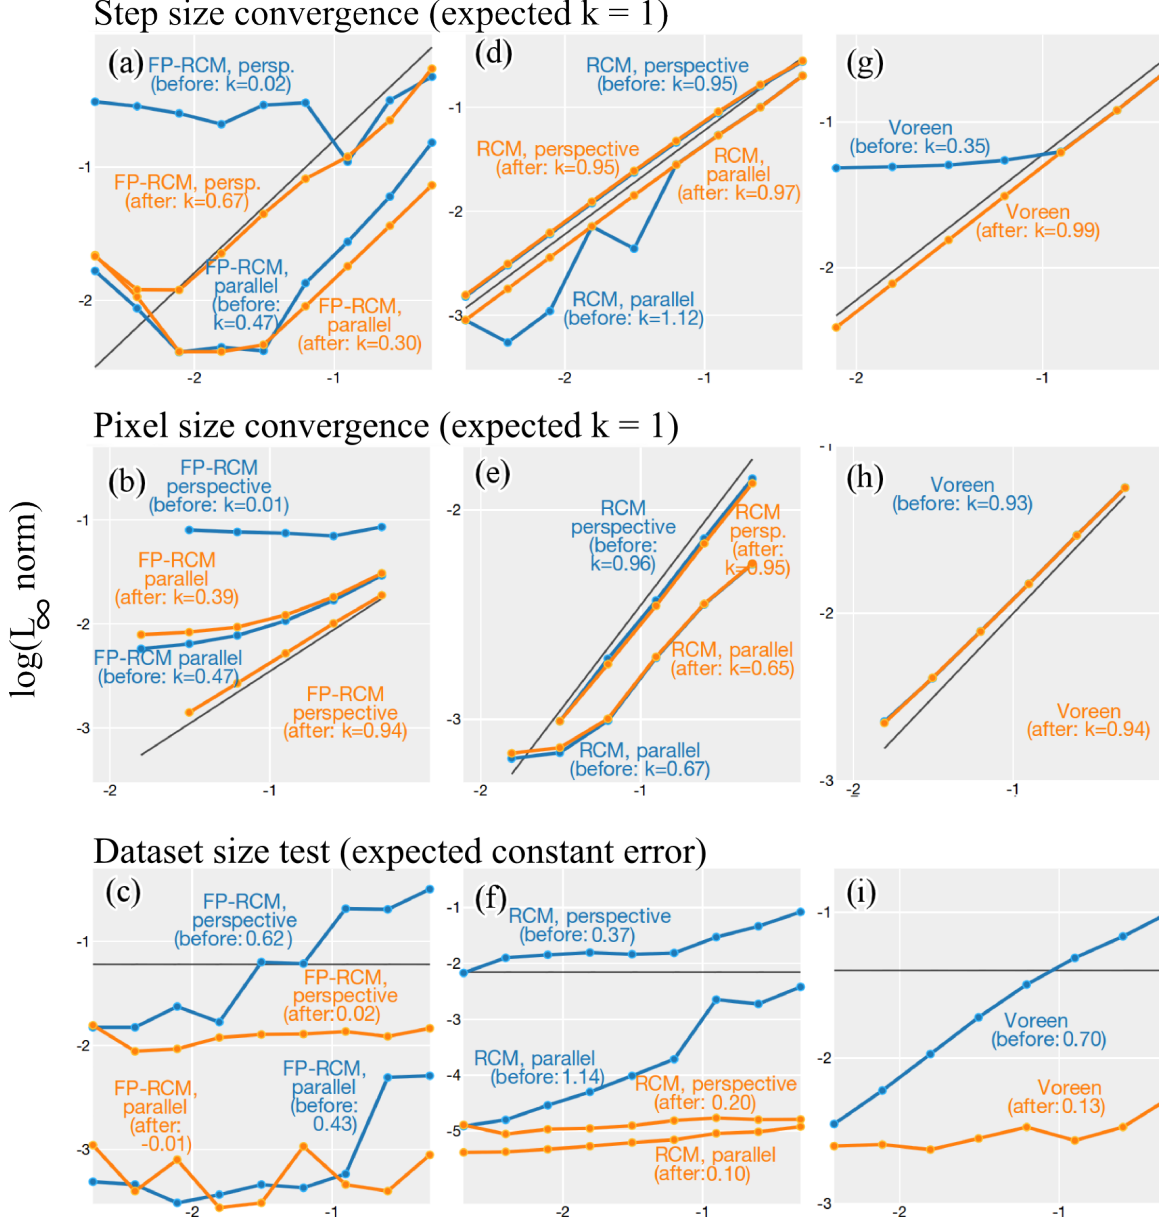 Step size convergence (expected k = 1)
(a)
FP-RCM, persp.
(before: k=0.02)
FP-RCM, persp.
(after: k=0.67)
FP-RCM,
parallel
(before:
k=0.47)
FP-RCM,
parallel
(after: k=0.30)
-1
-2
-2
-1
(d)
RCM, perspective
(before: k=0.95)
RCM, perspective
(after: k=0.95)
RCM,
parallel
(after: k=0.97)
RCM, parallel
(before: k=1.12)
-1
-2
-3
-2
-1
(g)
Voreen
(before: k=0.35)
Voreen
(after: k=0.99)
-1
-2
-2
-1
Pixel size convergence (expected k = 1)
log(L∞ norm)
(b)
FP-RCM
perspective
(before: k=0.01)
FP-RCM
parallel
(after: k=0.39)
FP-RCM parallel
(before: k=0.47)
FP-RCM
perspective
(after: k=0.94)
-1
-2
-3
-2
-1
(e)
RCM
perspective
(before:
k=0.96)
RCM
persp.
(after:
k=0.95)
RCM, parallel
(after: k=0.65)
RCM, parallel
(before: k=0.67)
-2
-3
-2
-1
(h)
Voreen
(before: k=0.93)
Voreen
(after: k=0.94)
-1
-2
-3
-2
-1
Dataset size test (expected constant error)
(c)
FP-RCM,
perspective
(before: 0.62)
FP-RCM,
perspective
(after: 0.02)
FP-RCM,
parallel
(before:
0.43)
FP-RCM,
parallel
(after:
-0.01)
-1
-2
-3
-2
-1
(f)
RCM, perspective
(before: 0.37)
RCM, parallel
(before: 1.14)
RCM, perspective
(after: 0.20)
RCM, parallel
(after: 0.10)
-1
-2
-3
-4
-5
-2
-1
(i)
Voreen
(before: 0.70)
Voreen
(after: 0.13)
-1
-2
-3
-2
-1